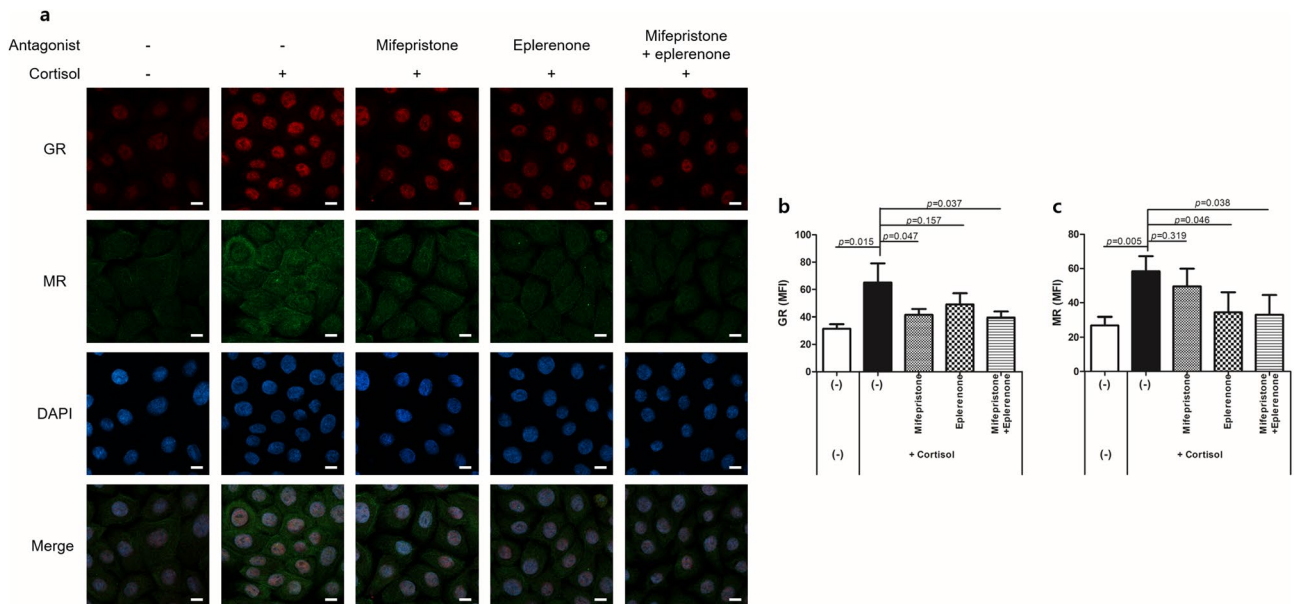 a
Antagonist - - Mifepristone Eplerenone Mifepristone
+ eplerenone
Cortisol - + + + +
GR
MR
DAPI
Merge
b
p=0.037
p=0.157
p=0.015 p=0.047
GR (MFI)
100
80
60
40
20
0
(-) (-) Mifepristone Eplerenone Mifepristone
+Eplerenone
(-) + Cortisol
c
p=0.038
p=0.046
p=0.005 p=0.319
MR (MFI)
80
60
40
20
0
(-) (-) Mifepristone Eplerenone Mifepristone
+Eplerenone
(-) + Cortisol